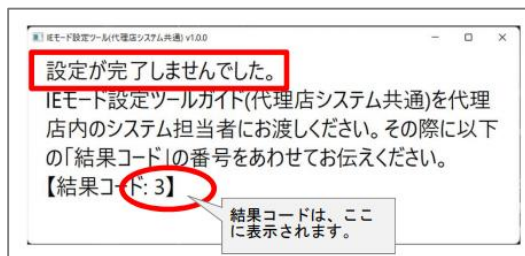 IEモード設定ツール(代理店システム共通) v1.0.0
設定が完了しませんでした。
IEモード設定ツールガイド(代理店システム共通)を代理
店内のシステム担当者にお渡しください。その際に以下
の「結果コード」の番号をあわせてお伝えください。
【結果コード: 3】
結果コードは、ここ
に表示されます。